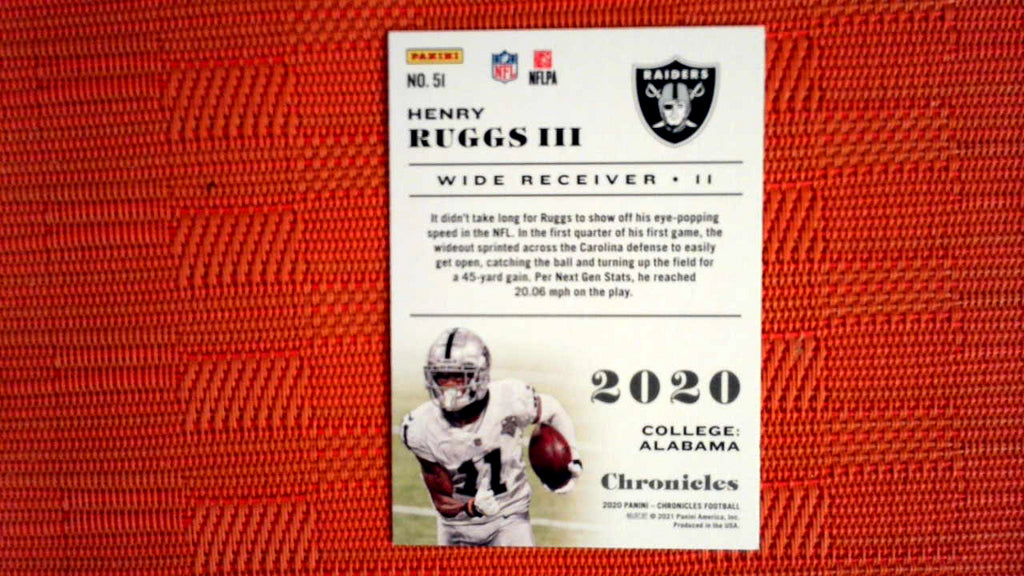 PANINI
NFL
NFLPA
NO. 51
RAIDERS
HENRY
RUGGS III
WIDE RECEIVER • 11
It didn't take long for Ruggs to show off his eye-popping
speed in the NFL. In the first quarter of his first game, the
wideout sprinted across the Carolina defense to easily
get open, catching the ball and turning up the field for
a 45-yard gain. Per Next Gen Stats, he reached
20.06 mph on the play.
11
2020
COLLEGE:
ALABAMA
Chronicles
2020 PANINI – CHRONICLES FOOTBALL
© 2021 Panini America, Inc.
Produced in the USA.